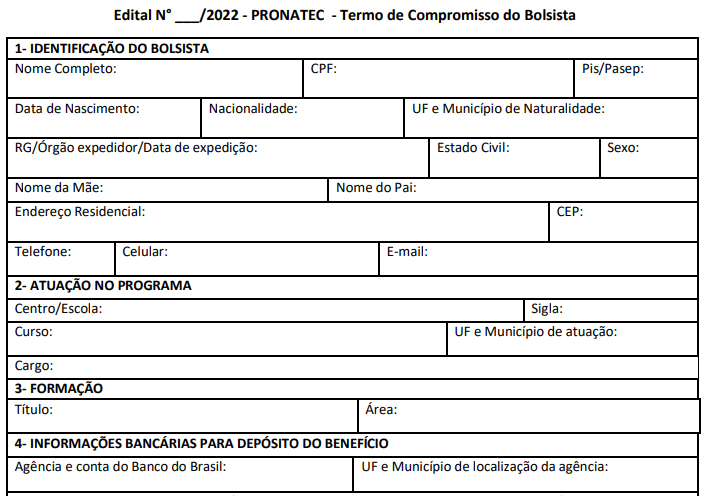 Edital N° ___/2022 - PRONATEC - Termo de Compromisso do Bolsista
1- IDENTIFICAÇÃO DO BOLSISTA
Nome Completo: CPF: Pis/Pasep:
Data de Nascimento: Nacionalidade: UF e Município de Naturalidade:
RG/Órgão expedidor/Data de expedição: Estado Civil: Sexo:
Nome da Mãe: Nome do Pai:
Endereço Residencial: CEP:
Telefone: Celular: E-mail:
2- ATUAÇÃO NO PROGRAMA
Centro/Escola: Sigla:
Curso: UF e Município de atuação:
Cargo:
3- FORMAÇÃO
Título: Área:
4- INFORMAÇÕES BANCÁRIAS PARA DEPÓSITO DO BENEFÍCIO
Agência e conta do Banco do Brasil: UF e Município de localização da agência: